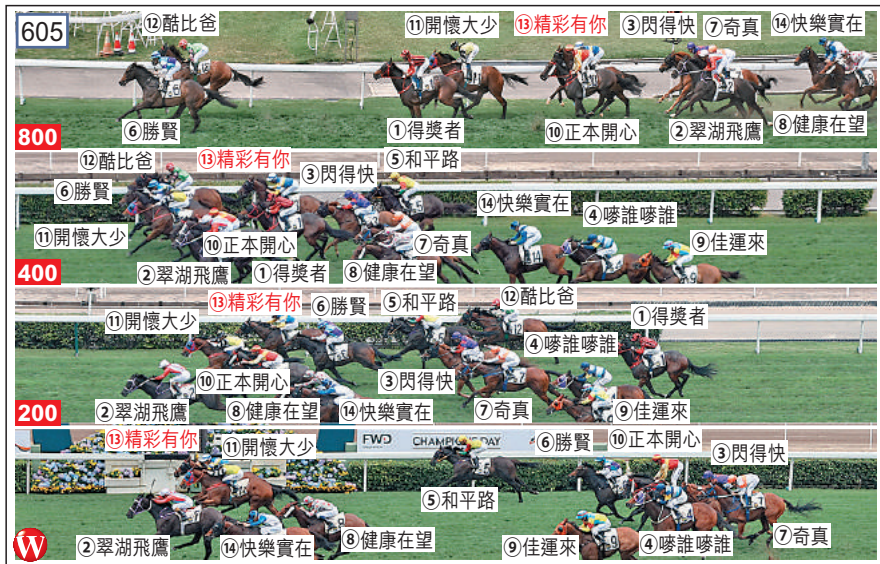 605
⑫酷比爸
⑪開懷大少
⑬精彩有你
③閃得快
⑦奇真
⑭快樂實在
⑥勝賢
①得獎者
⑩正本開心
②翠湖飛鷹
⑧健康在望
800
⑫酷比爸
⑬精彩有你
⑤和平路
③閃得快
⑥勝賢
⑭快樂實在
④嘜誰嘜誰
⑪開懷大少
⑩正本開心
⑦奇真
⑨佳運來
②翠湖飛鷹
①得獎者
⑧健康在望
400
⑬精彩有你
⑥勝賢
⑤和平路
⑫酷比爸
⑪開懷大少
①得獎者
④嘜誰嘜誰
⑩正本開心
③閃得快
②翠湖飛鷹
⑧健康在望
⑭快樂實在
⑦奇真
⑨佳運來
200
⑬精彩有你
⑪開懷大少
FWD CHAMPIONS DAY
⑥勝賢
⑩正本開心
③閃得快
⑤和平路
②翠湖飛鷹
⑭快樂實在
⑧健康在望
⑨佳運來
④嘜誰嘜誰
⑦奇真
W